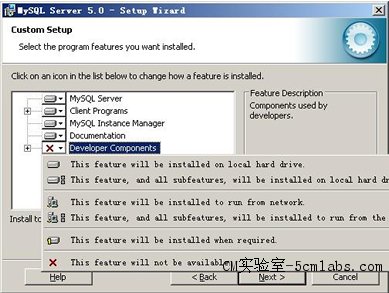 MySQL Server 5.0 - Setup Wizard
Custom Setup
Select the program features you want installed.
Click on an icon in the list below to change how a feature is installed.
MySQL Server
Client Programs
MySQL Instance Manager
Documentation
Developer Components
Feature Description
Components used by
developers.
This feature will be installed on local hard drive.
This feature, and all subfeatures, will be installed on local hard dr
This feature will be installed to run from network.
This feature, and all subfeatures, will be installed to run from the
This feature will be installed when required.
This feature will not be available.
Install to
CM实验室-5cmlabs.com
Help
< Back
Next >
Cancel